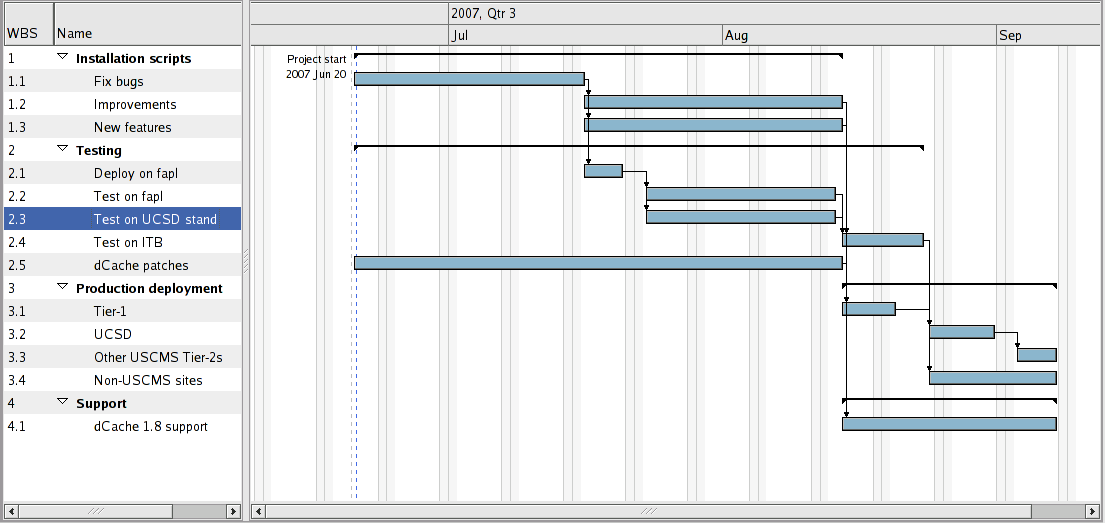 2007, Qtr 3
WBS Name Jul Aug Sep
1 Installation scripts
Project start
2007 Jun 20
1.1 Fix bugs
1.2 Improvements
1.3 New features
2 Testing
2.1 Deploy on fapl
2.2 Test on fapl
2.3 Test on UCSD stand
2.4 Test on ITB
2.5 dCache patches
3 Production deployment
3.1 Tier-1
3.2 UCSD
3.3 Other USCMS Tier-2s
3.4 Non-USCMS sites
4 Support
4.1 dCache 1.8 support